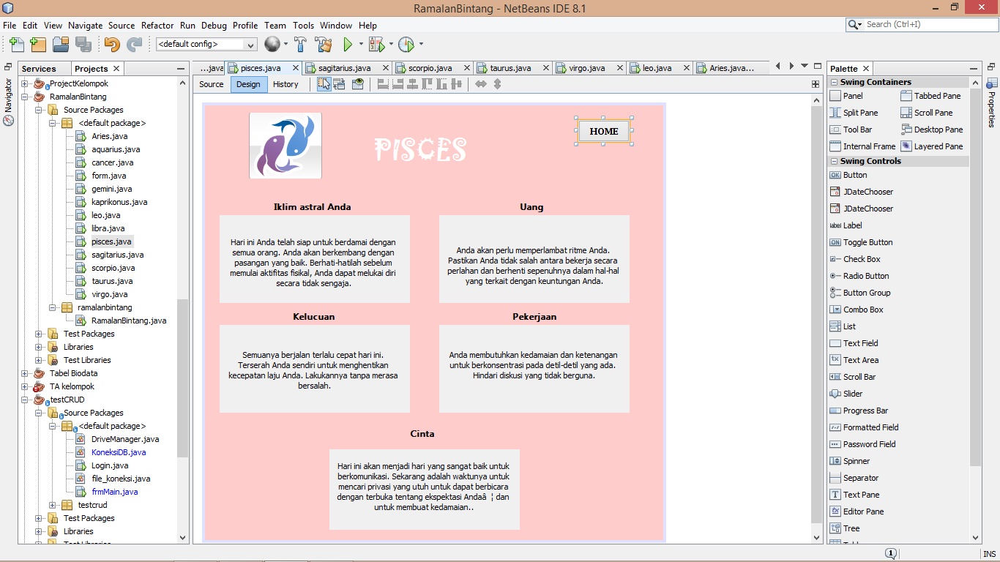 RamalanBintang - NetBeans IDE 8.1
File Edit View Navigate Source Refactor Run Debug Profile Team Tools Window Help
Search (Ctrl+I)
<default config>
Navigator
Services Projects
ProjectKelompok
RamalanBintang
Source Packages
<default package>
Aries.java
aquarius.java
cancer.java
form.java
gemini.java
kaprikonus.java
leo.java
libra.java
pisces.java
sagitarius.java
scorpio.java
taurus.java
virgo.java
ramalanbintang
RamalanBintang.java
Test Packages
Libraries
Test Libraries
Tabel Biodata
TA kelompok
testCRUD
Source Packages
<default package>
DriveManager.java
KoneksiDB.java
Login.java
file_koneksi.java
frmMain.java
testcrud
Test Packages
Libraries
Test Libraries
...java pisces.java sagitarius.java scorpio.java taurus.java virgo.java leo.java Aries.java...
Source Design History
PISCES
HOME
Iklim astral Anda
Hari ini Anda telah siap untuk berdamai dengan
semua orang. Anda akan berkembang dengan
pasangan yang baik. Berhati-hatilah sebelum
memulai aktifitas fisikal, Anda dapat melukai diri
secara tidak sengaja.
Uang
Anda akan perlu memperlambat ritme Anda.
Pastikan Anda tidak salah antara bekerja secara
perlahan dan berhenti sepenuhnya dalam hal-hal
yang terkait dengan keuntungan Anda.
Kelucuan
Semuanya berjalan terlalu cepat hari ini.
Terserah Anda sendiri untuk menghentikan
kecepatan laju Anda. Lakukannya tanpa merasa
bersalah.
Pekerjaan
Anda membutuhkan kedamaian dan ketenangan
untuk berkonsentrasi pada detil-detil yang ada.
Hindari diskusi yang tidak berguna.
Cinta
Hari ini akan menjadi hari yang sangat baik untuk
berkomunikasi. Sekarang adalah waktunya untuk
mencari privasi yang utuh untuk dapat berbicara
dengan terbuka tentang ekspektasi Andaâ ¦ dan
untuk membuat kedamaian..
Palette
Swing Containers
Panel Tabbed Pane
Split Pane Scroll Pane
Tool Bar Desktop Pane
Internal Frame Layered Pane
Swing Controls
OK Button
JDateChooser
JDateChooser
label Label
ON Toggle Button
Check Box
Radio Button
Button Group
Combo Box
List
Text Field
Text Area
Scroll Bar
Slider
Progress Bar
Formatted Field
Password Field
Spinner
Separator
Text Pane
Editor Pane
Tree
Properties
1
INS